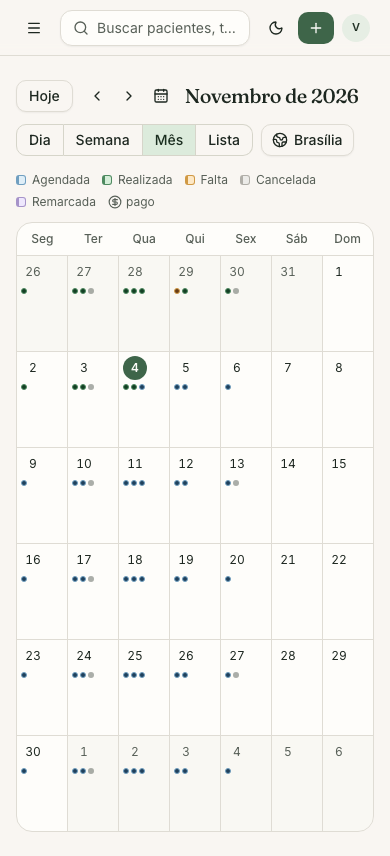 Buscar pacientes, t...
V
Hoje
Novembro de 2026
Dia Semana Mês Lista Brasília
Agendada Realizada Falta Cancelada
Remarcada pago
Seg Ter Qua Qui Sex Sáb Dom
26 27 28 29 30 31 1
2 3 4 5 6 7 8
9 10 11 12 13 14 15
16 17 18 19 20 21 22
23 24 25 26 27 28 29
30 1 2 3 4 5 6